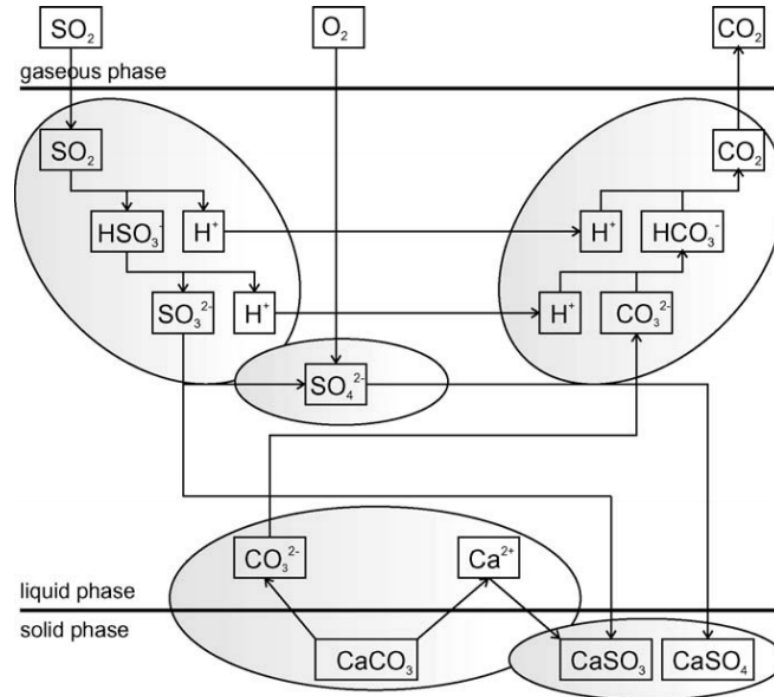 SO₂ O₂ CO₂
gaseous phase
SO₂ CO₂
HSO₃⁻ H⁺ H⁺ HCO₃⁻
SO₃²⁻ H⁺ H⁺ CO₃²⁻
SO₄²⁻
CO₃²⁻ Ca²⁺
liquid phase
solid phase
CaCO₃ CaSO₃ CaSO₄